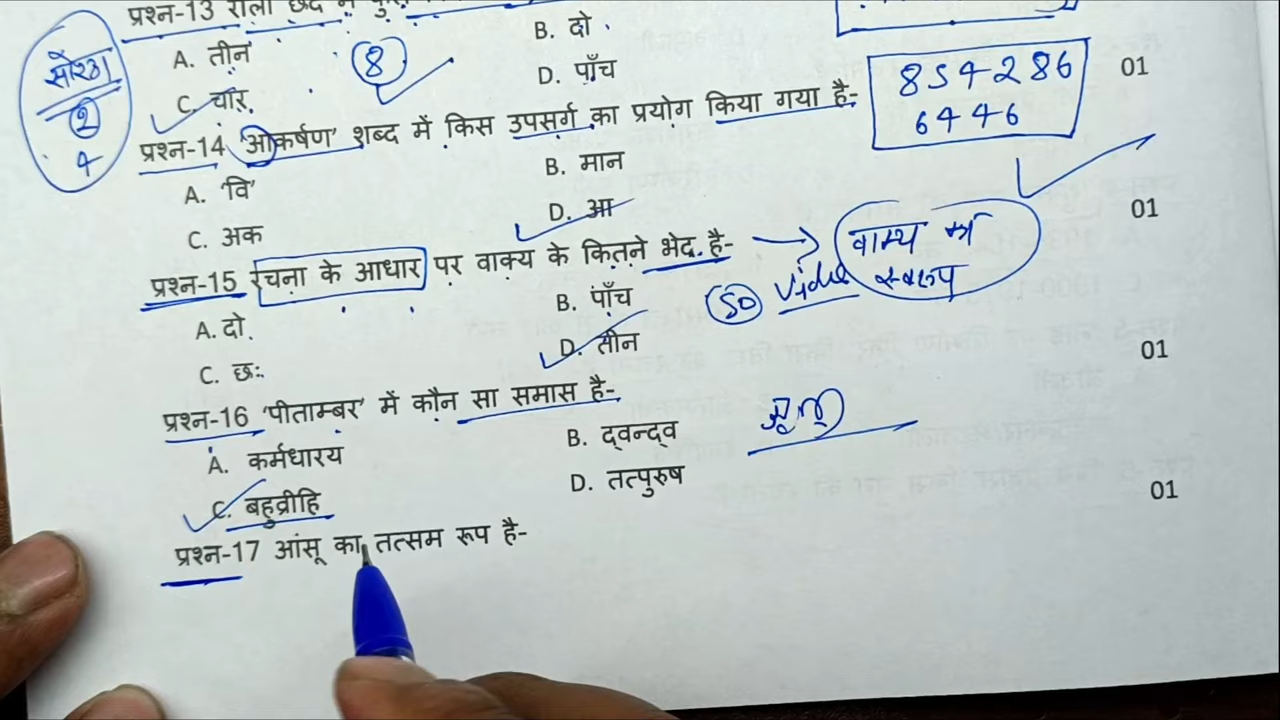 प्रश्न-13 रोला छंद में
A. तीन
B. दो
C. चार
D. पाँच
8
सोरठा
2
4
प्रश्न-14 'आकर्षण' शब्द में किस उपसर्ग का प्रयोग किया गया है-
01
A. 'वि'
B. मान
C. अक
D. आ
854286
6446
प्रश्न-15 रचना के आधार पर वाक्य के कितने भेद है-
01
A. दो
B. पाँच
C. छः
D. तीन
50 Video
प्रश्न-16 'पीताम्बर' में कौन सा समास है-
01
A. कर्मधारय
B. द्वन्द्व
C. बहुव्रीहि
D. तत्पुरुष
प्रश्न-17 आंसू का तत्सम रूप है-
01